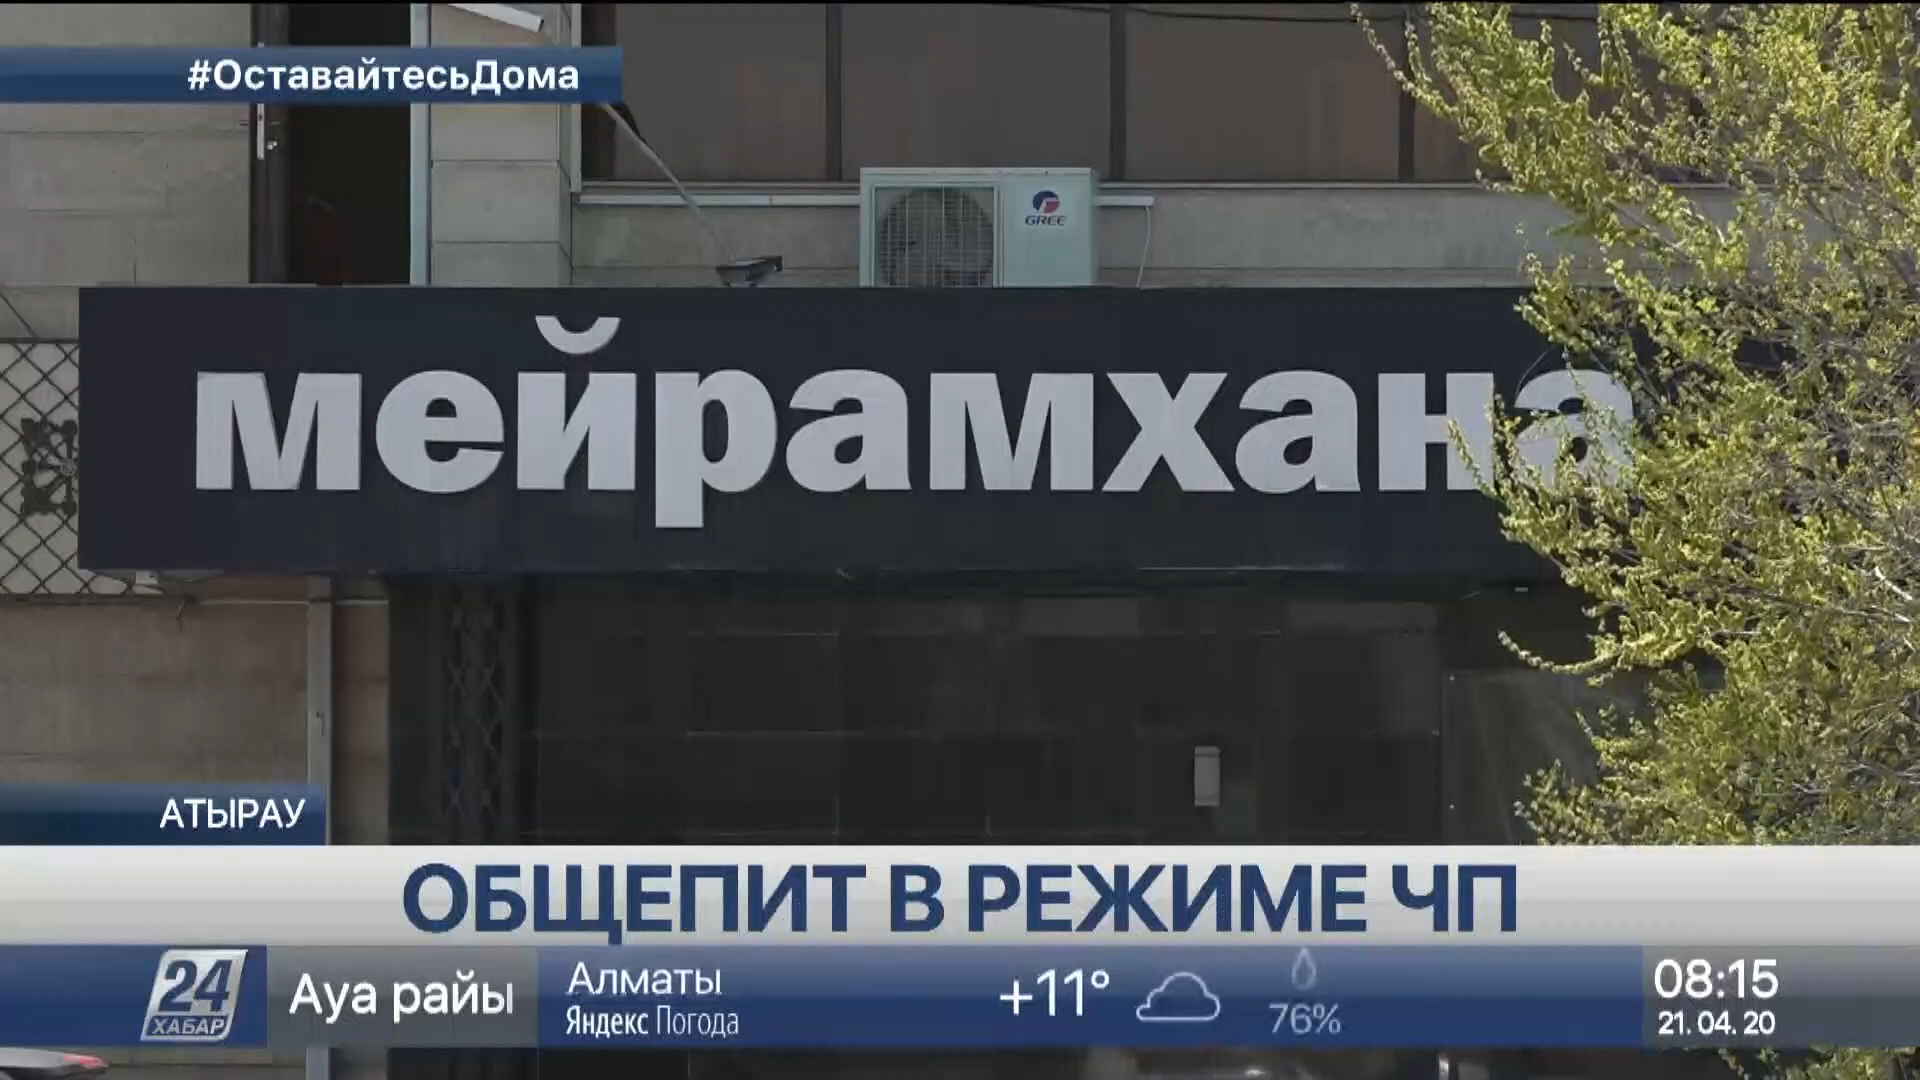 #ОставайтесьДома
GREE
мейрамхана
АТЫРАУ
ОБЩЕПИТ В РЕЖИМЕ ЧП
24
ХАБАР
Ауа райы
Алматы
Яндекс Погода
+11°
76%
08:15
21. 04. 20